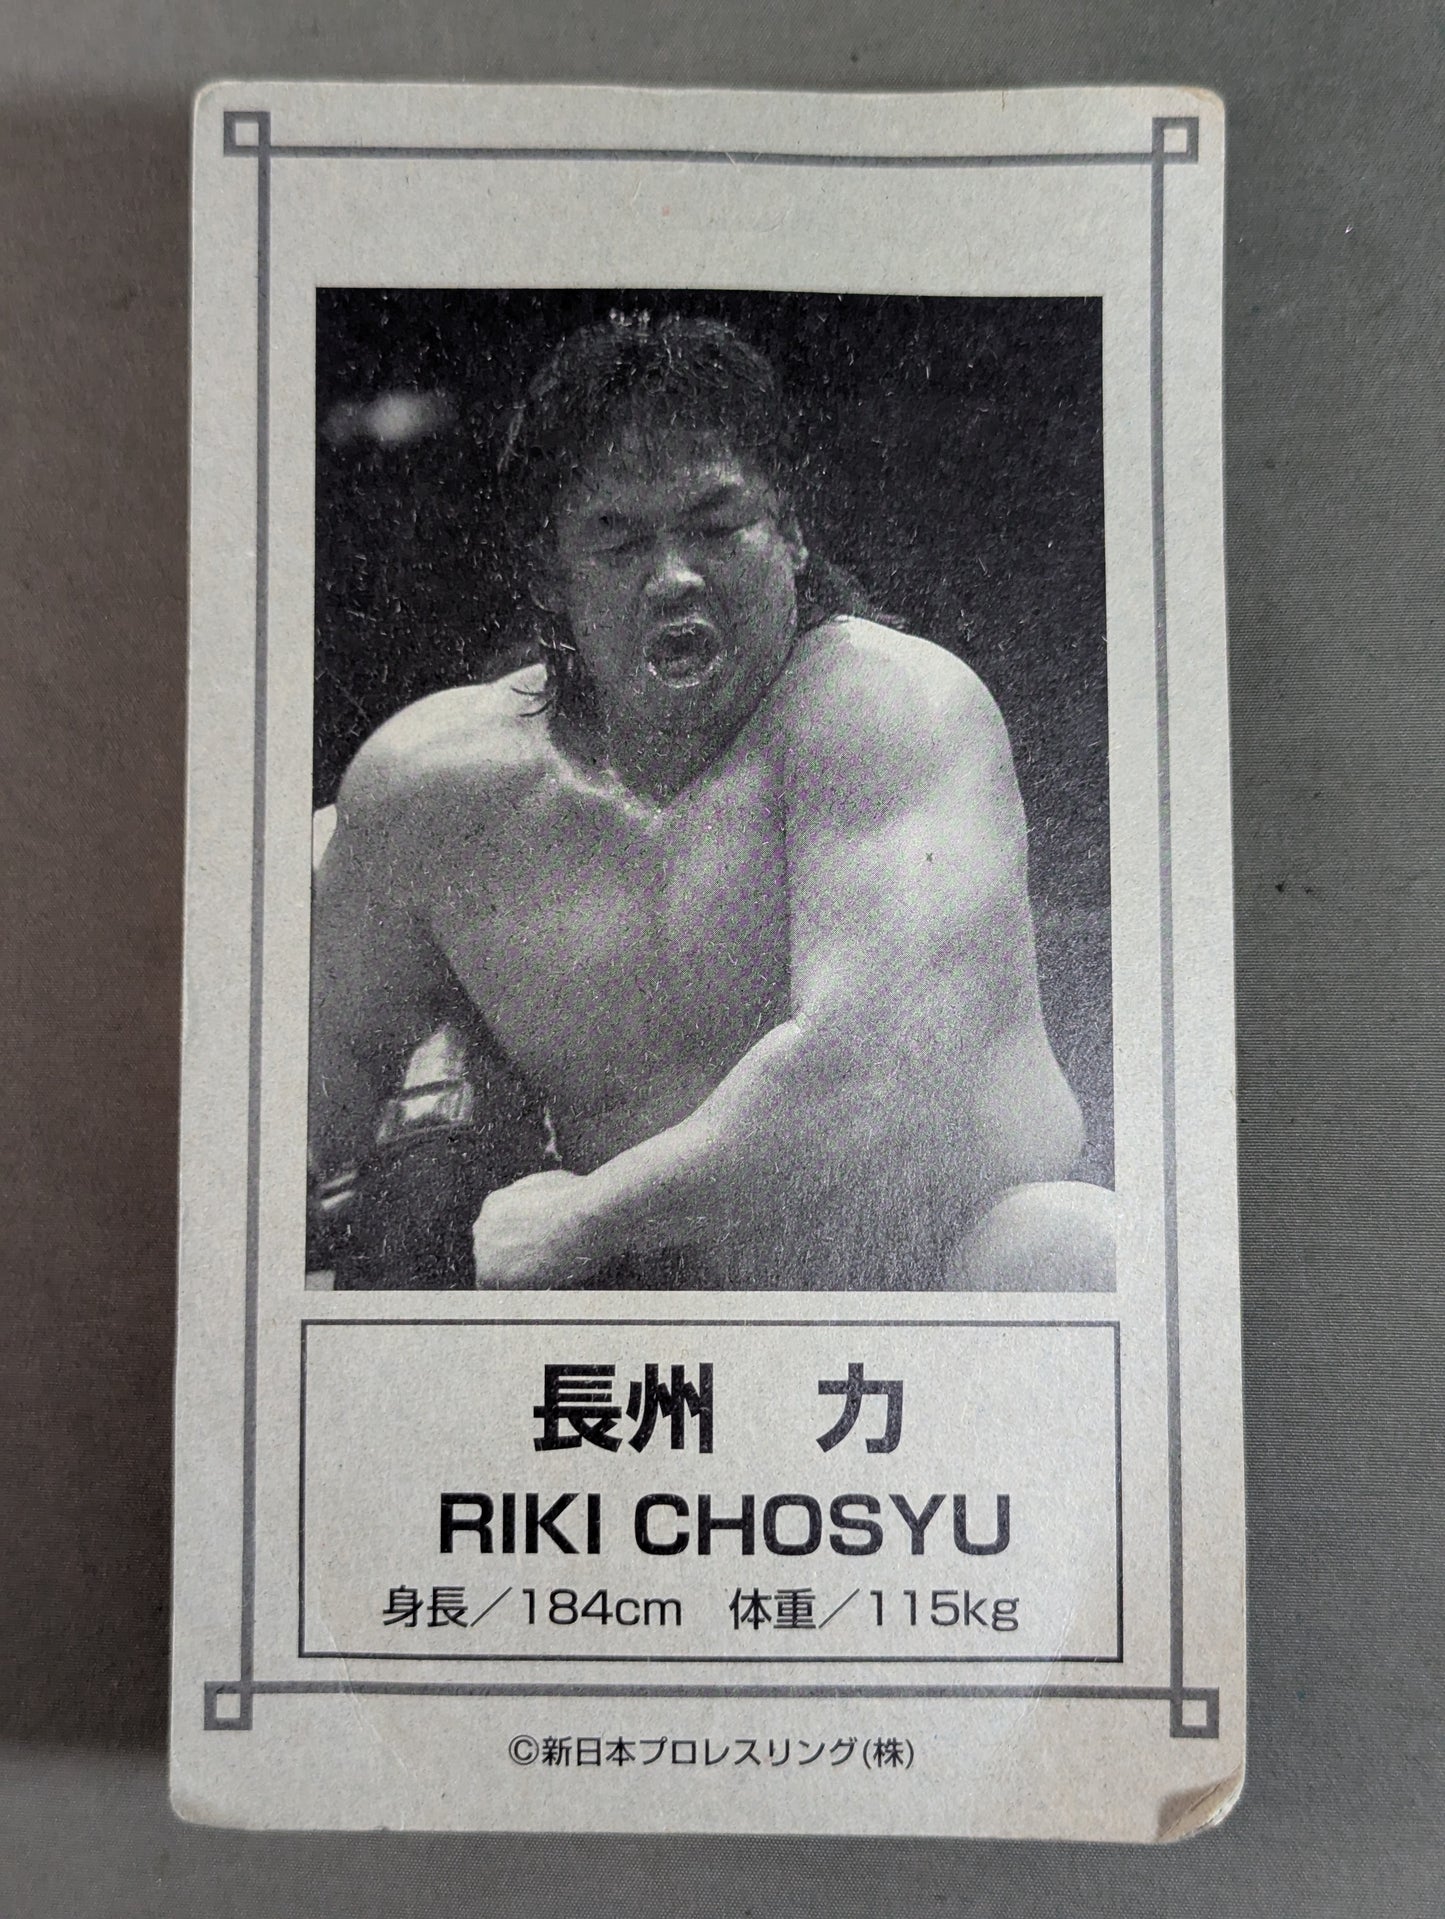 長州　力
RIKI CHOSYU
身長／184cm　体重／115kg
©新日本プロレスリング(株)